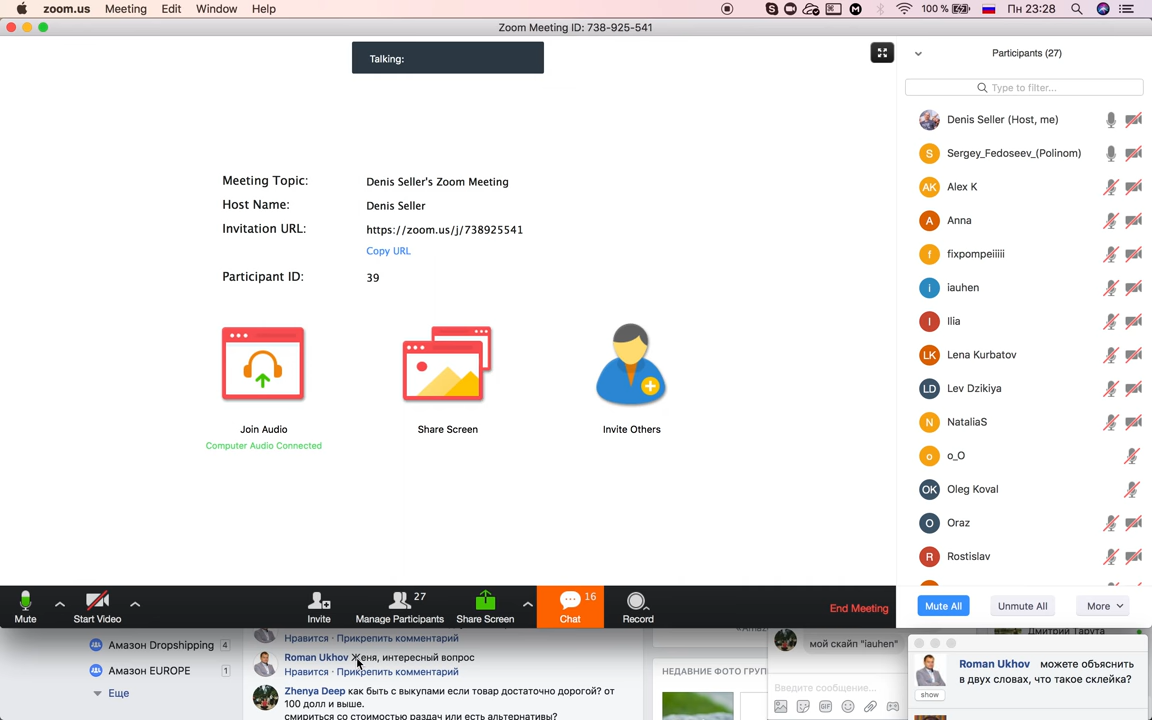 zoom.us Meeting Edit Window Help 100 % Пн 23:28
Zoom Meeting ID: 738-925-541
Talking:
Meeting Topic: Denis Seller's Zoom Meeting
Host Name: Denis Seller
Invitation URL: https://zoom.us/j/738925541
Copy URL
Participant ID: 39
Join Audio
Computer Audio Connected
Share Screen
Invite Others
Mute
Start Video
Invite
27
Manage Participants
Share Screen
16
Chat
Record
End Meeting
Participants (27)
Type to filter...
Denis Seller (Host, me)
S Sergey_Fedoseev_(Polinom)
AK Alex K
A Anna
f fixpompeiiiii
i iauhen
I Ilia
LK Lena Kurbatov
LD Lev Dzikiya
N NataliaS
o o_O
OK Oleg Koval
O Oraz
R Rostislav
Mute All Unmute All More
Амазон Dropshipping 4
Амазон EUROPE 1
Еще
Нравится · Прикрепить комментарий
Roman Ukhov Женя, интересный вопрос
Нравится · Прикрепить комментарий
Zhenya Deep как быть с выкупами если товар достаточно дорогой? от
100 долл и выше.
смириться со стоимостью раздач или есть альтернативы?
НЕДАВНИЕ ФОТО ГРУП
мой скайп "iauhen"
Введите сообщение...
GIF
Roman Ukhov можете объяснить
в двух словах, что такое склейка?
show